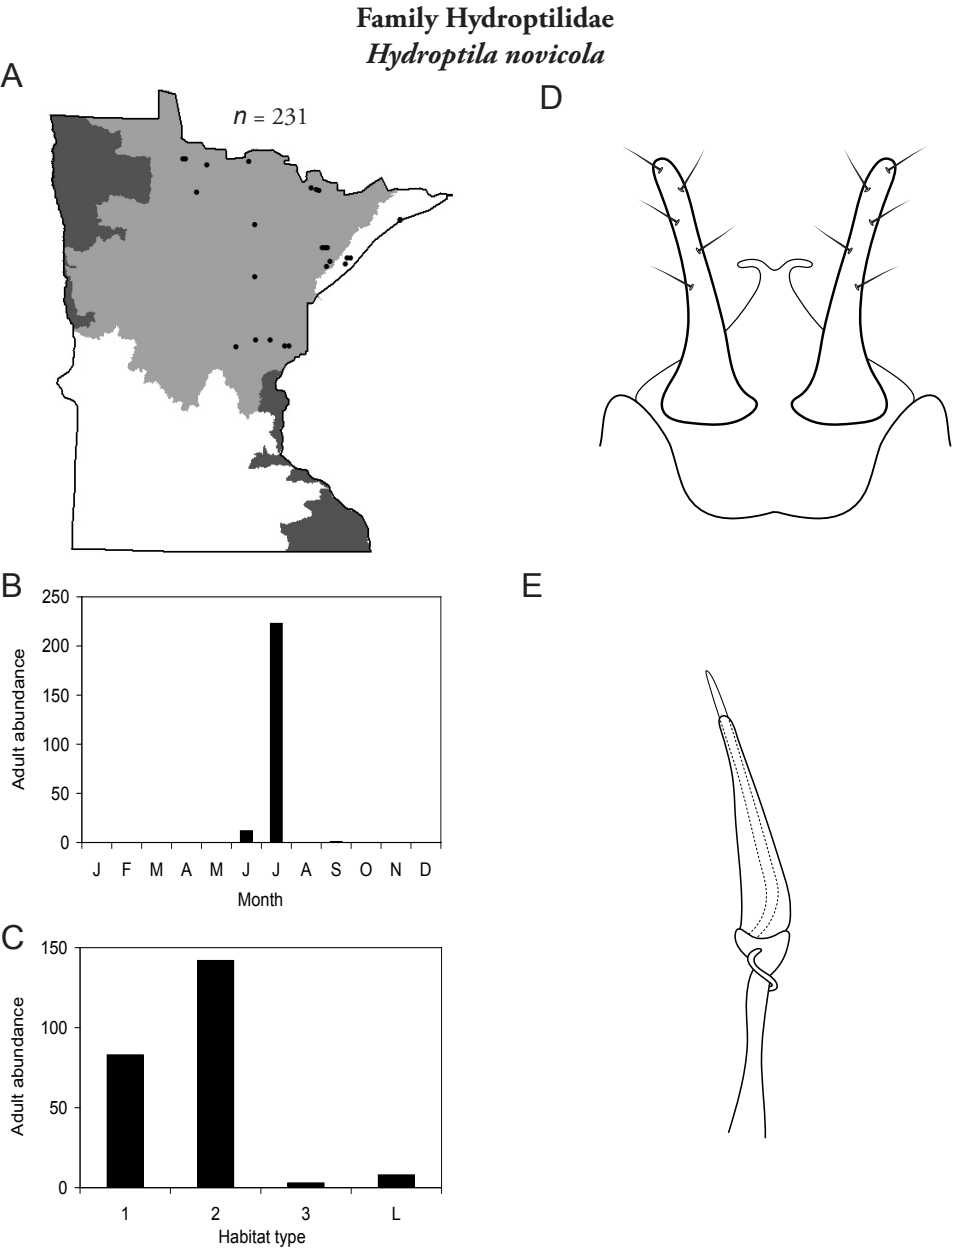 Family Hydroptilidae
Hydroptila novicola
A
n = 231
D
B
250
200
150
100
50
0
Adult abundance
J F M A M J J A S O N D
Month
E
C
150
100
50
0
Adult abundance
1 2 3 L
Habitat type